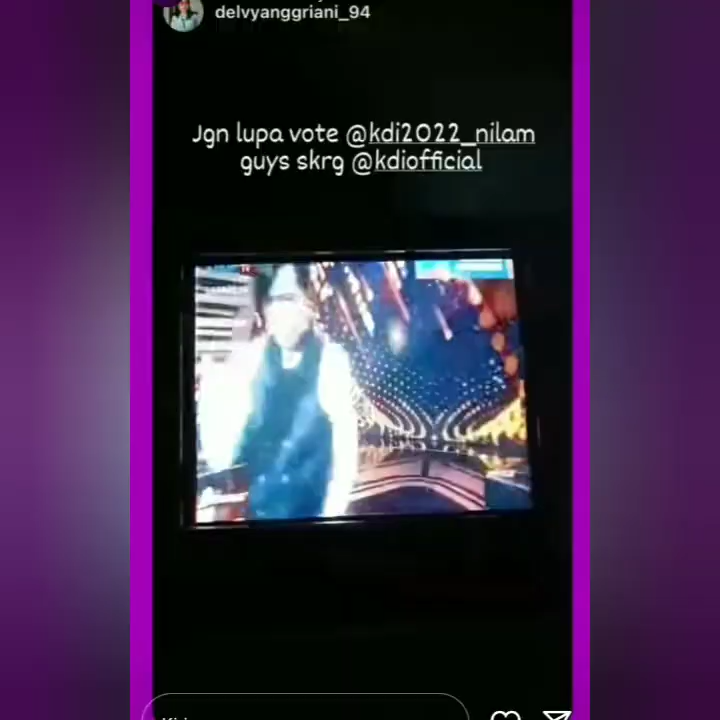 delvyanggriani_94
Jgn lupa vote @kdi2022_nilam
guys skrg @kdiofficial